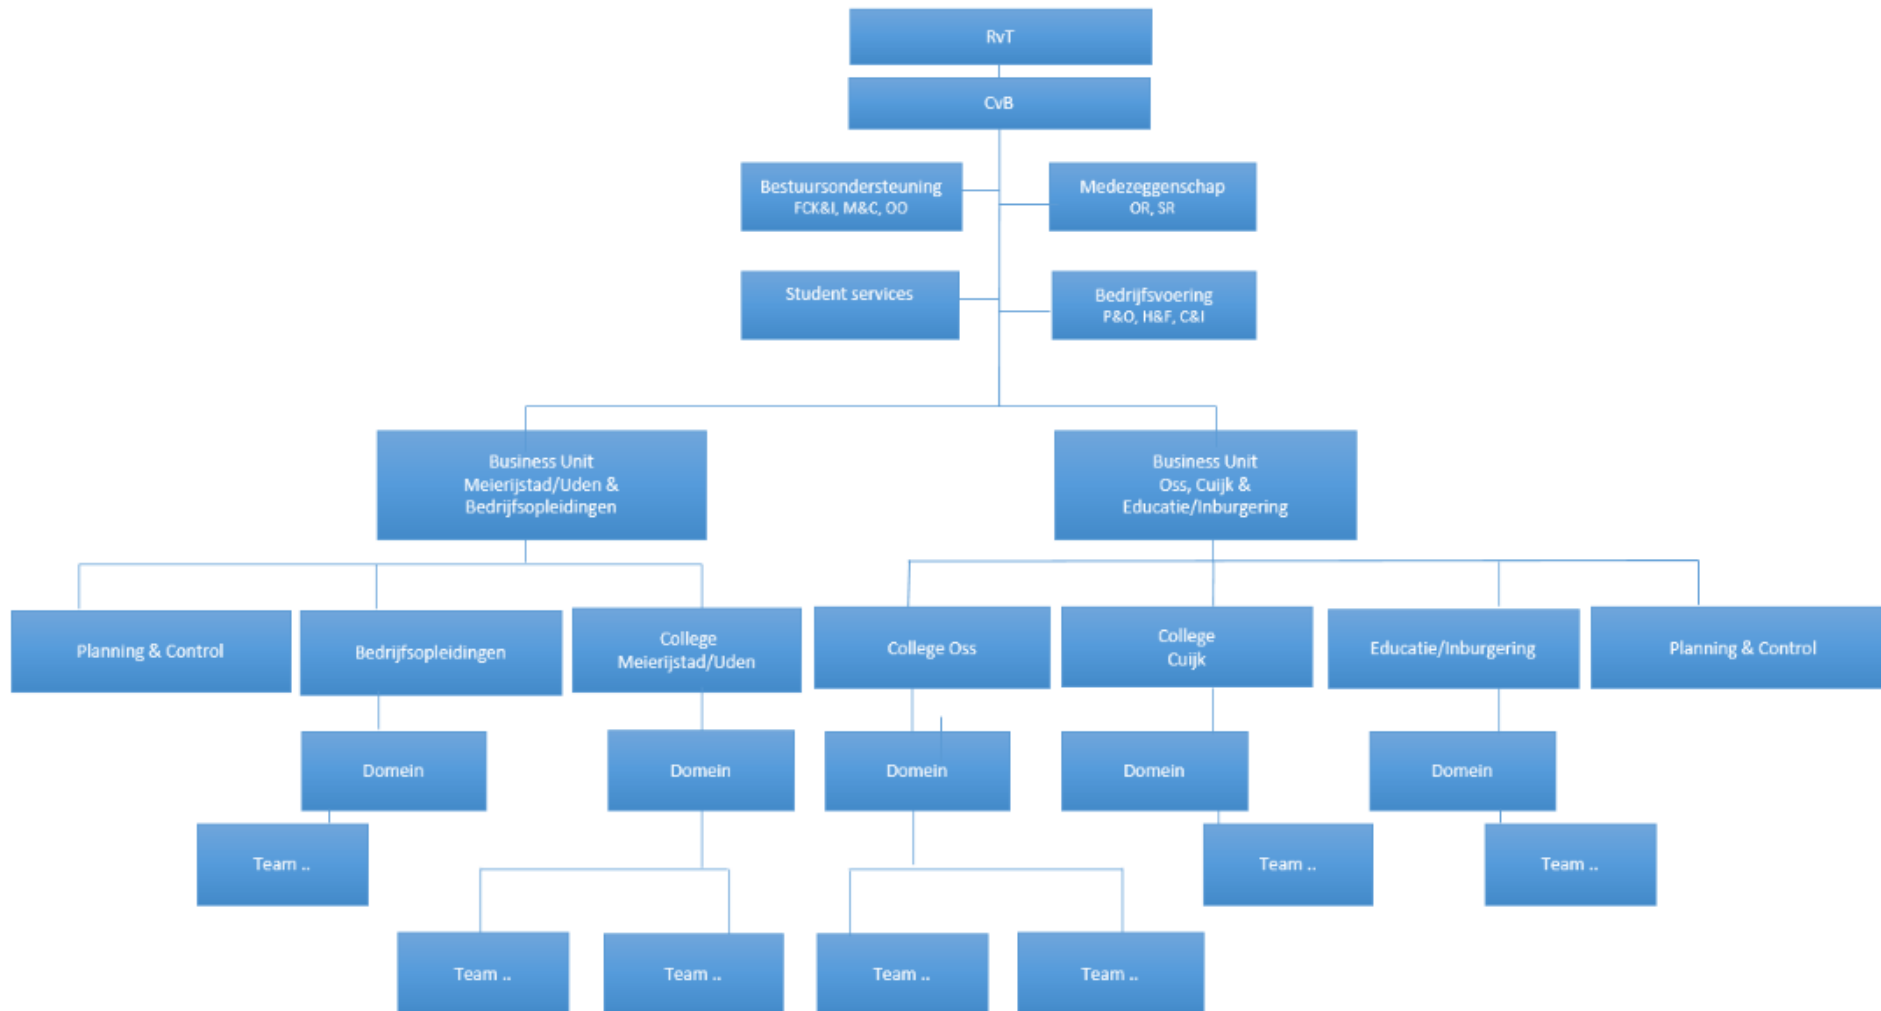 RvT
CvB
Bestuursondersteuning
FCK&I, M&C, OO
Medezeggenschap
OR, SR
Student services
Bedrijfsvoering
P&O, H&F, C&I
Business Unit
Meierijstad/Uden &
Bedrijfsopleidingen
Business Unit
Oss, Cuijk &
Educatie/Inburgering
Planning & Control
Bedrijfsopleidingen
College
Meierijstad/Uden
College Oss
College
Cuijk
Educatie/Inburgering
Planning & Control
Domein
Domein
Domein
Domein
Domein
Team ..
Team ..
Team ..
Team ..
Team ..
Team ..
Team ..